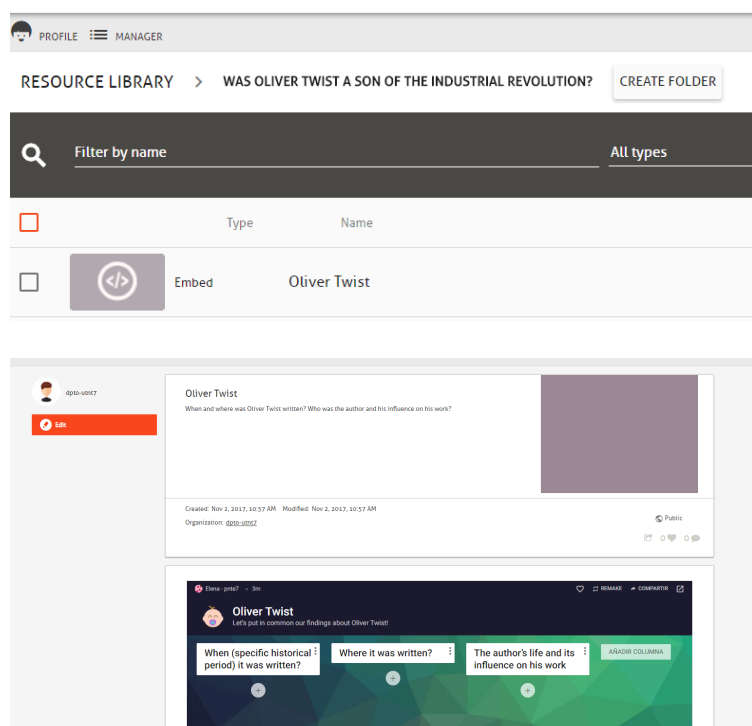 PROFILE MANAGER
RESOURCE LIBRARY > WAS OLIVER TWIST A SON OF THE INDUSTRIAL REVOLUTION? CREATE FOLDER
Filter by name All types
Type Name
</> Embed Oliver Twist
dpto-utnt7
Edit
Oliver Twist
When and where was Oliver Twist written? Who was the author and his influence on his work?
Created: Nov 2, 2017, 10:57 AM Modified: Nov 2, 2017, 10:57 AM
Organization: dpto-utnt7
Public
0 0
Elena - pnte7 • 3m REMAKE COMPARTIR
Oliver Twist
Let's put in common our findings about Oliver Twist!
When (specific historical period) it was written?
Where it was written?
The author's life and its influence on his work
AÑADIR COLUMNA